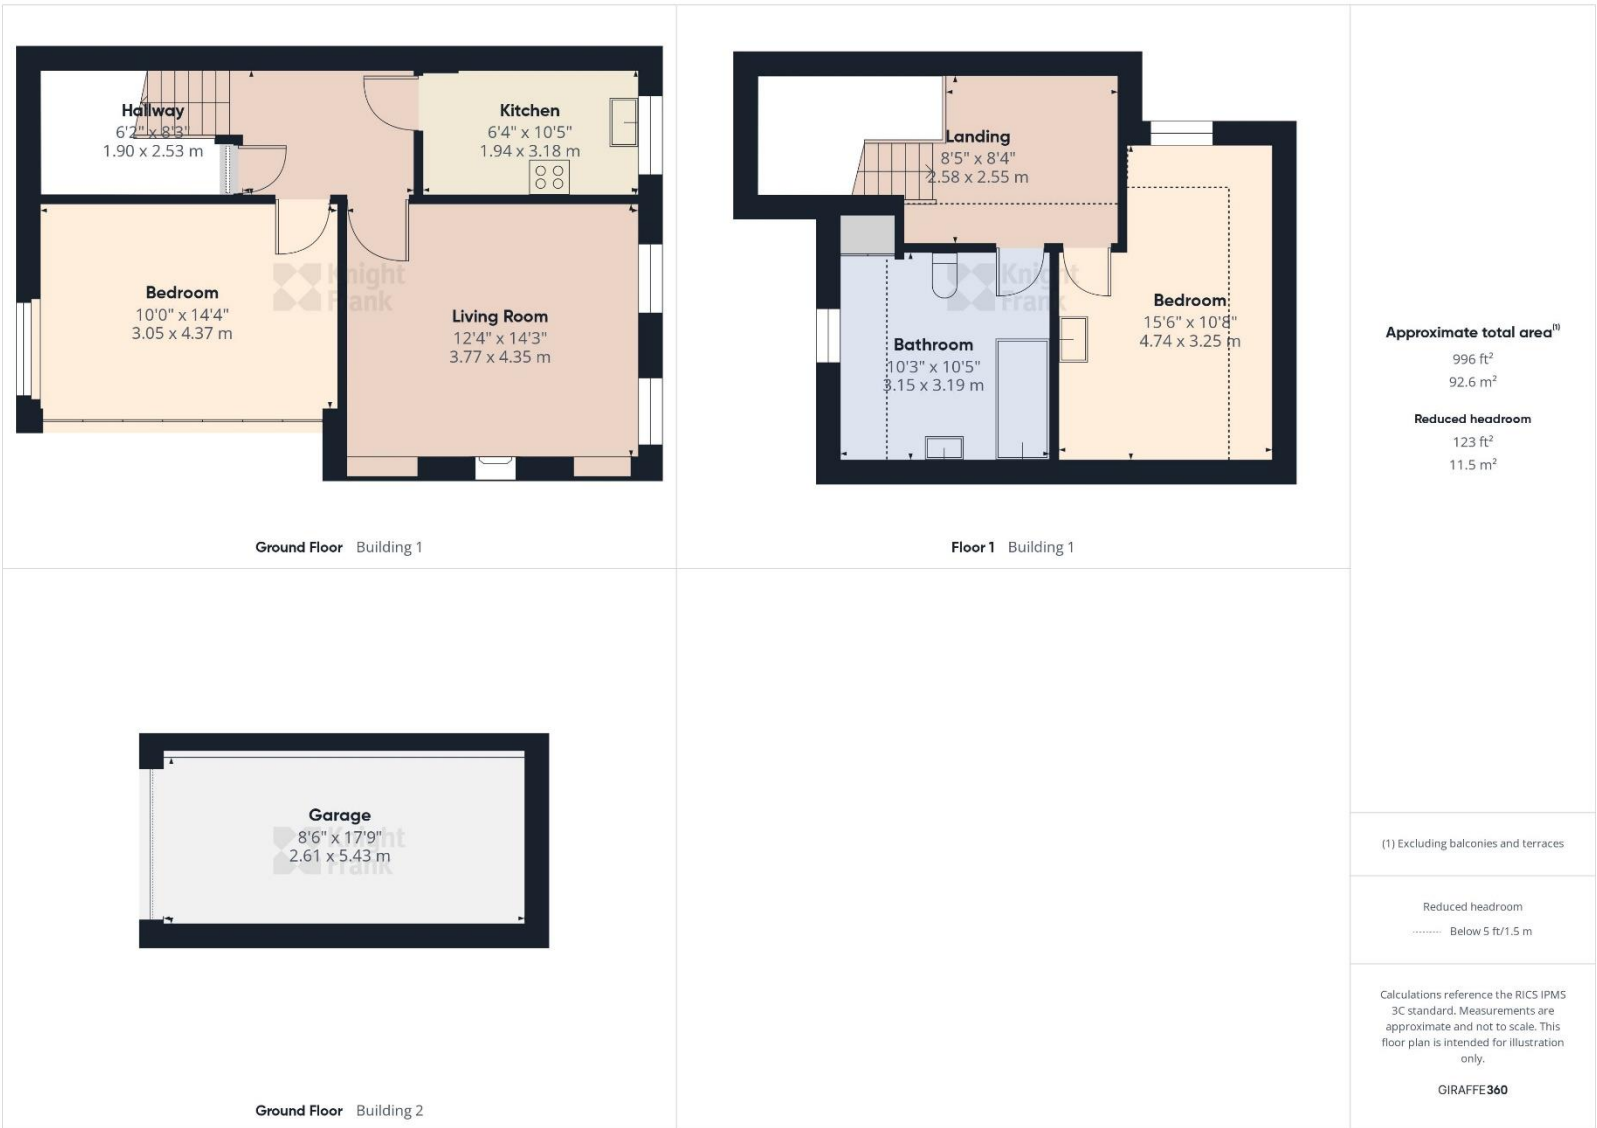 Hallway
6'2" x 8'3"
1.90 x 2.53 m
Kitchen
6'4" x 10'5"
1.94 x 3.18 m
Bedroom
10'0" x 14'4"
3.05 x 4.37 m
Knight
Frank
Living Room
12'4" x 14'3"
3.77 x 4.35 m
Ground Floor Building 1
Landing
8'5" x 8'4"
2.58 x 2.55 m
Knight
Frank
Bathroom
10'3" x 10'5"
3.15 x 3.19 m
Bedroom
15'6" x 10'8"
4.74 x 3.25 m
Floor 1 Building 1
Garage
8'6" x 17'9"
2.61 x 5.43 m
Knight
Frank
Ground Floor Building 2
Approximate total area(1)
996 ft²
92.6 m²
Reduced headroom
123 ft²
11.5 m²
(1) Excluding balconies and terraces
Reduced headroom
Below 5 ft/1.5 m
Calculations reference the RICS IPMS
3C standard. Measurements are
approximate and not to scale. This
floor plan is intended for illustration
only.
GIRAFFE360